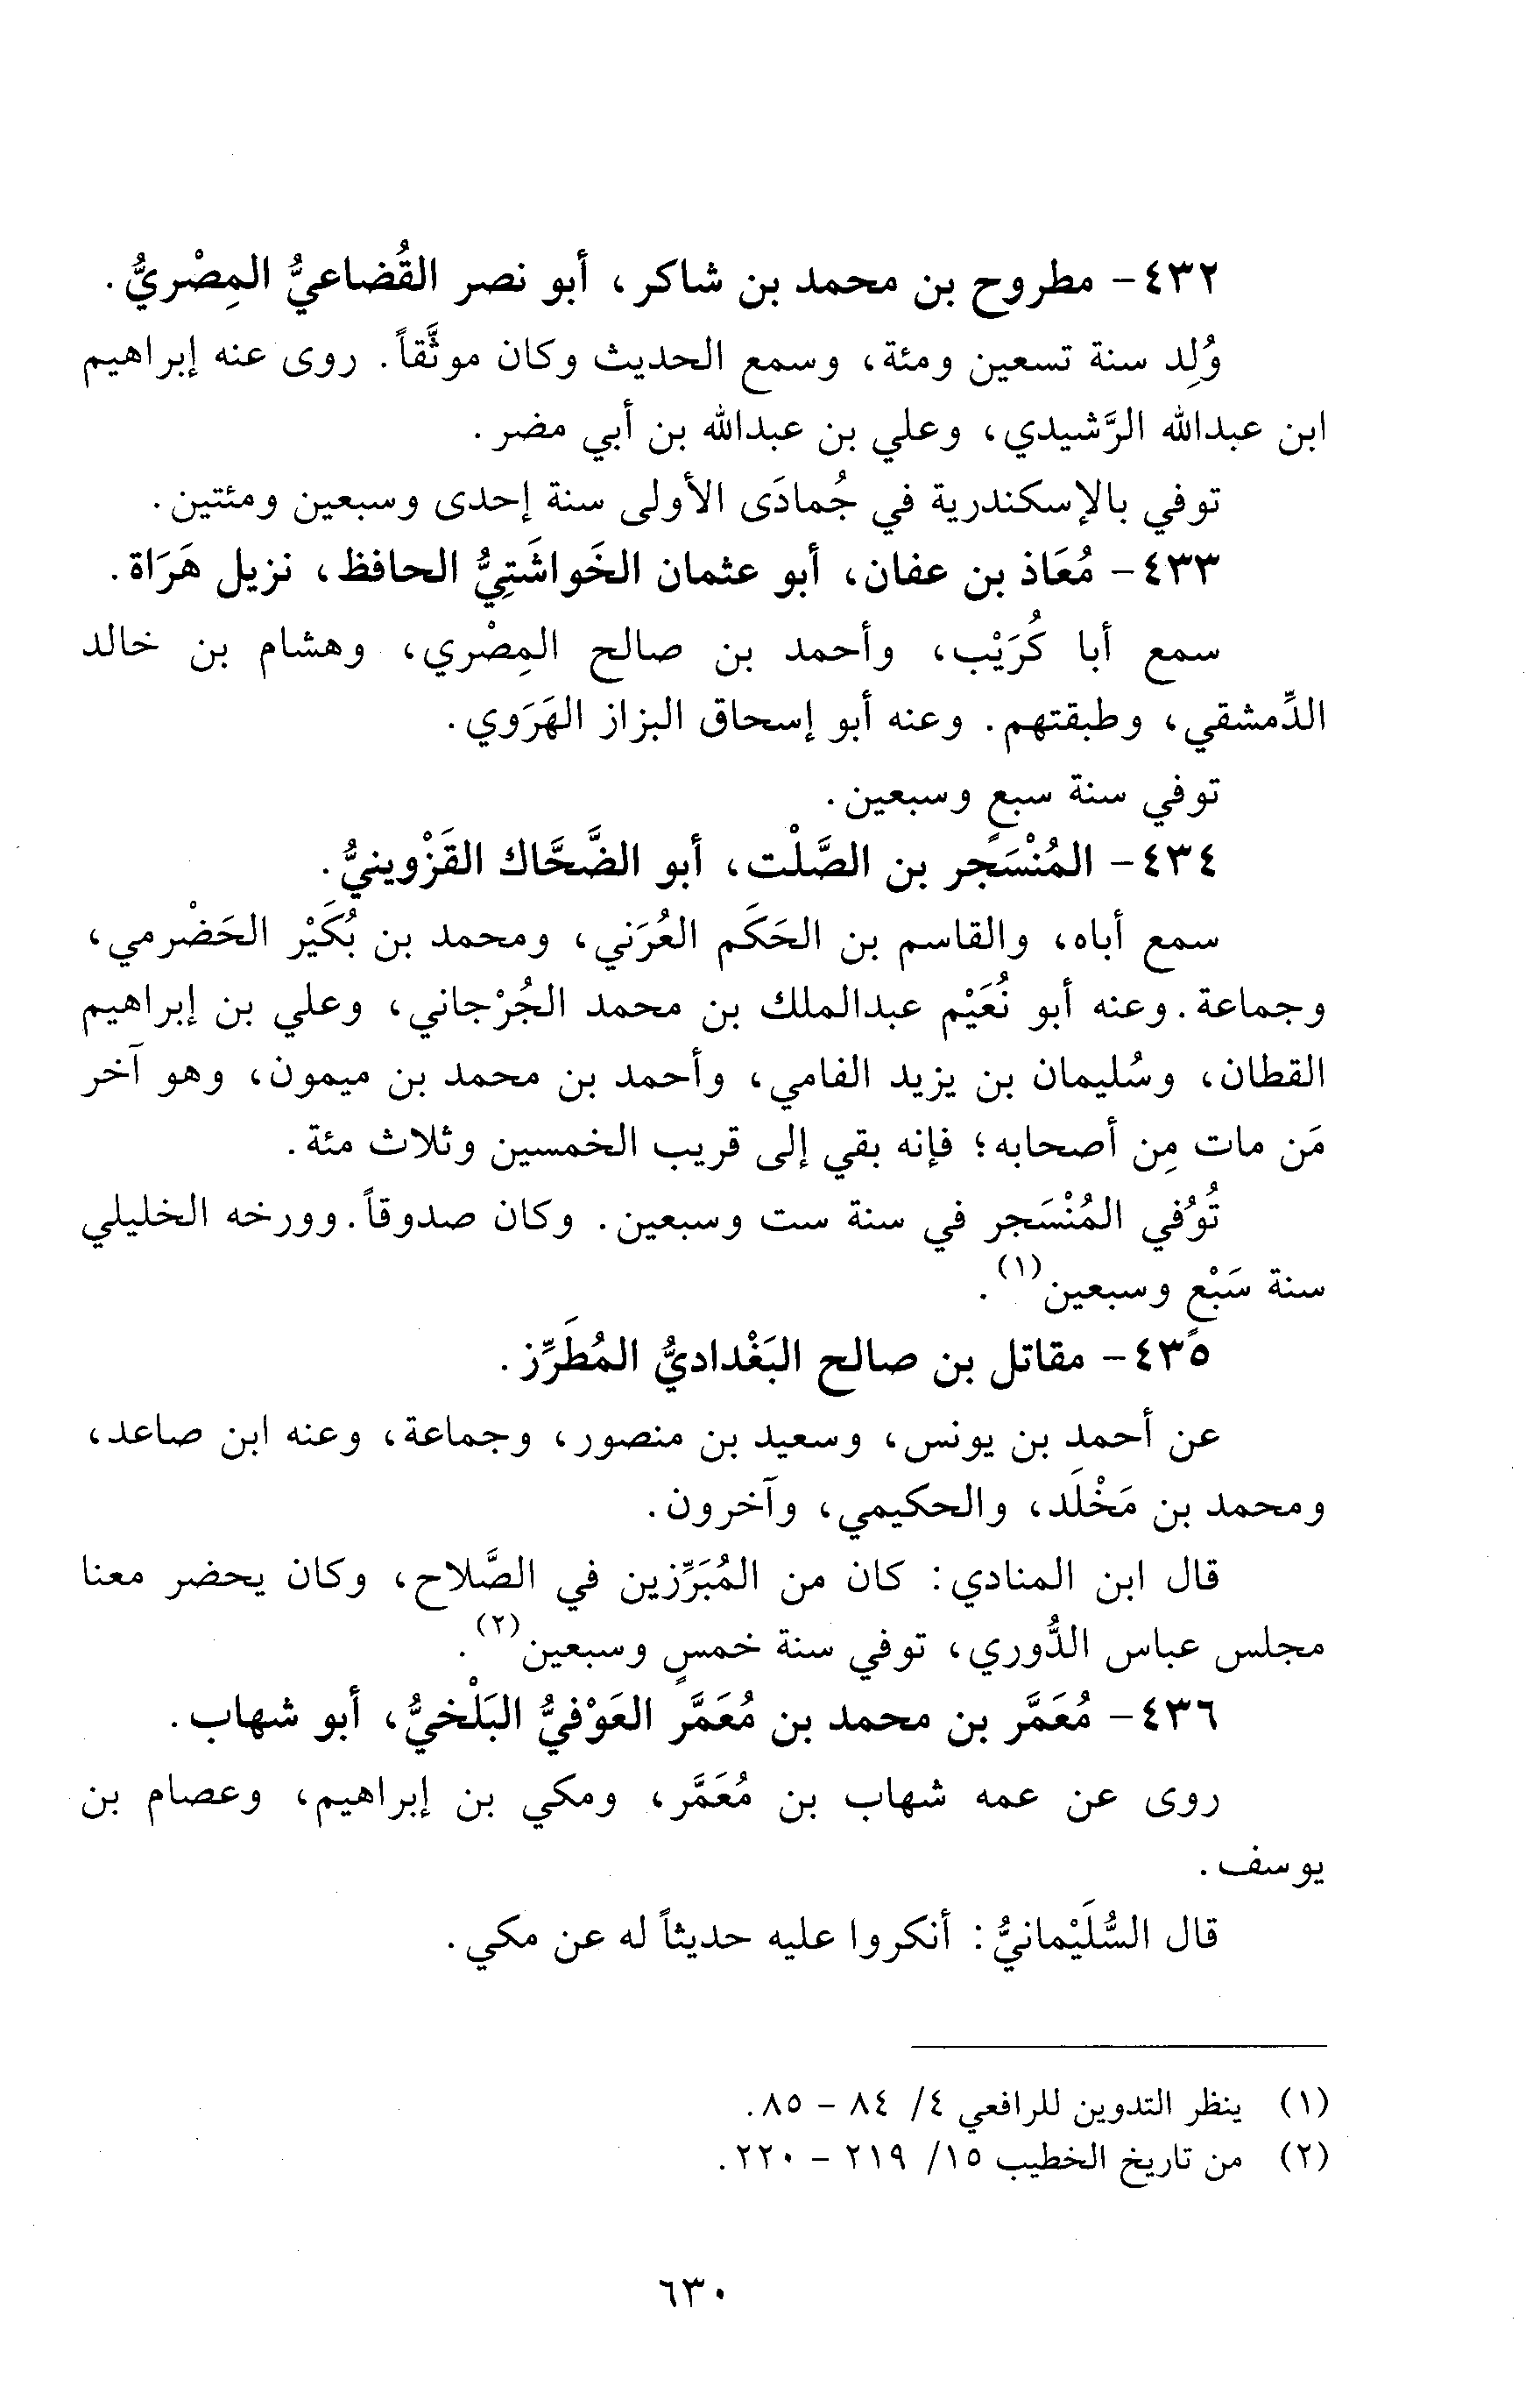 ٤٣٢- مطروح بن محمد بن شاكر، أبو نصر القُضاعيُّ المِصْريُّ.
وُلِد سنة تسعين ومئة، وسمع الحديث وكان موثَّقاً. روى عنه إبراهيم
ابن عبدالله الرَّشيدي، وعلي بن عبدالله بن أبي مضر.
توفي بالإسكندرية في جُمادَى الأولى سنة إحدى وسبعين ومئتين.
٤٣٣- مُعَاذ بن عفان، أبو عثمان الخَواشَتِيُّ الحافظ، نزيل هَرَاة.
سمع أبا كُرَيْب، وأحمد بن صالح المِصْري، وهشام بن خالد
الدِّمشقي، وطبقتهم. وعنه أبو إسحاق البزاز الهَرَوي.
توفي سنة سبعٍ وسبعين.
٤٣٤- المُنْسَجر بن الصَّلْت، أبو الضَّحَّاك القَزْوينيُّ.
سمع أباه، والقاسم بن الحَكَم العُرَني، ومحمد بن بُكَيْر الحَضْرمي،
وجماعة. وعنه أبو نُعَيْم عبدالملك بن محمد الجُرْجاني، وعلي بن إبراهيم
القطان، وسُليمان بن يزيد الفامي، وأحمد بن محمد بن ميمون، وهو آخر
مَن مات مِن أصحابه؛ فإنه بقي إلى قريب الخمسين وثلاث مئة.
تُوُفي المُنْسَجر في سنة ست وسبعين. وكان صدوقاً. وورخه الخليلي
سنة سَبْعٍ وسبعين(١).
٤٣٥- مقاتل بن صالح البَغْداديُّ المُطَرِّز.
عن أحمد بن يونس، وسعيد بن منصور، وجماعة، وعنه ابن صاعد،
ومحمد بن مَخْلَد، والحكيمي، وآخرون.
قال ابن المنادي: كان من المُبَرِّزين في الصَّلاح، وكان يحضر معنا
مجلس عباس الدُّوري، توفي سنة خمسٍ وسبعين(٢).
٤٣٦- مُعَمَّر بن محمد بن مُعَمَّر العَوْفيُّ البَلْخيُّ، أبو شهاب.
روى عن عمه شهاب بن مُعَمَّر، ومكي بن إبراهيم، وعصام بن
يوسف.
قال السُّلَيْمانيُّ: أنكروا عليه حديثاً له عن مكي.
(١) ينظر التدوين للرافعي ٤/ ٨٤ - ٨٥.
(٢) من تاريخ الخطيب ١٥/ ٢١٩ - ٢٢٠.
٦٣٠